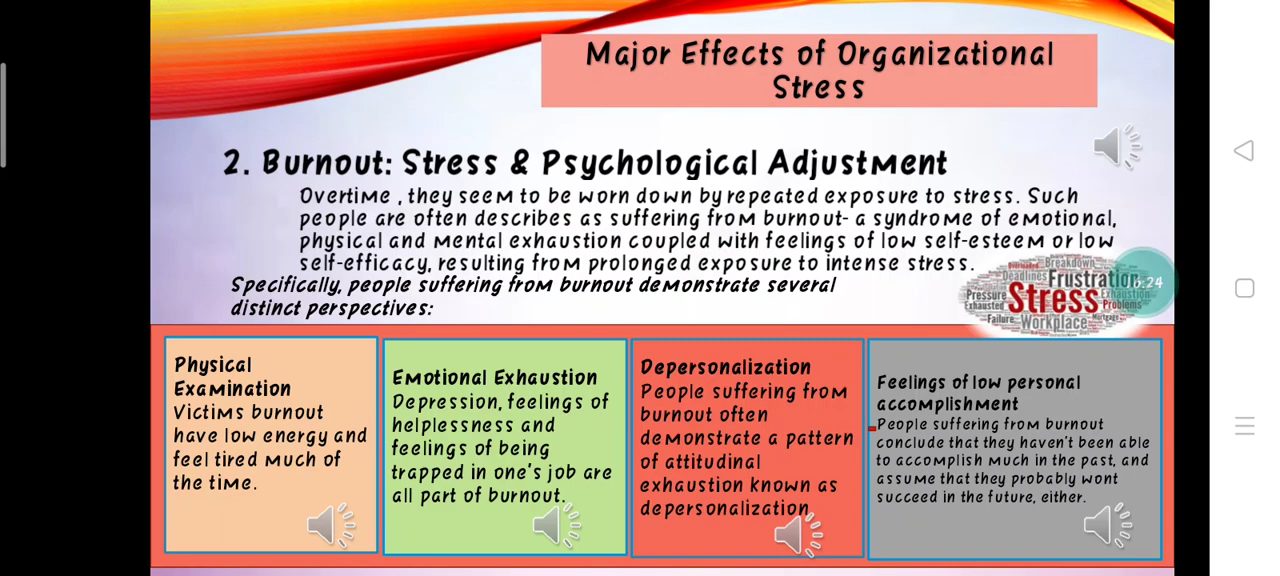 Major Effects of Organizational
Stress
2. Burnout: Stress & Psychological Adjustment
Overtime , they seem to be worn down by repeated exposure to stress. Such
people are often describes as suffering from burnout- a syndrome of emotional,
physical and mental exhaustion coupled with feelings of low self-esteem or low
self-efficacy, resulting from prolonged exposure to intense stress.
Specifically, people suffering from burnout demonstrate several
distinct perspectives:
Breakdown
Deadlines Frustration
Pressure Stress Exhaustion
Exhausted Problems
Failure Workplace
Physical
Examination
Victims burnout
have low energy and
feel tired much of
the time.
Emotional Exhaustion
Depression, feelings of
helplessness and
feelings of being
trapped in one's job are
all part of burnout.
Depersonalization
People suffering from
burnout often
demonstrate a pattern
of attitudinal
exhaustion known as
depersonalization
Feelings of low personal
accomplishment
-People suffering from burnout
conclude that they haven't been able
to accomplish much in the past, and
assume that they probably wont
succeed in the future, either.